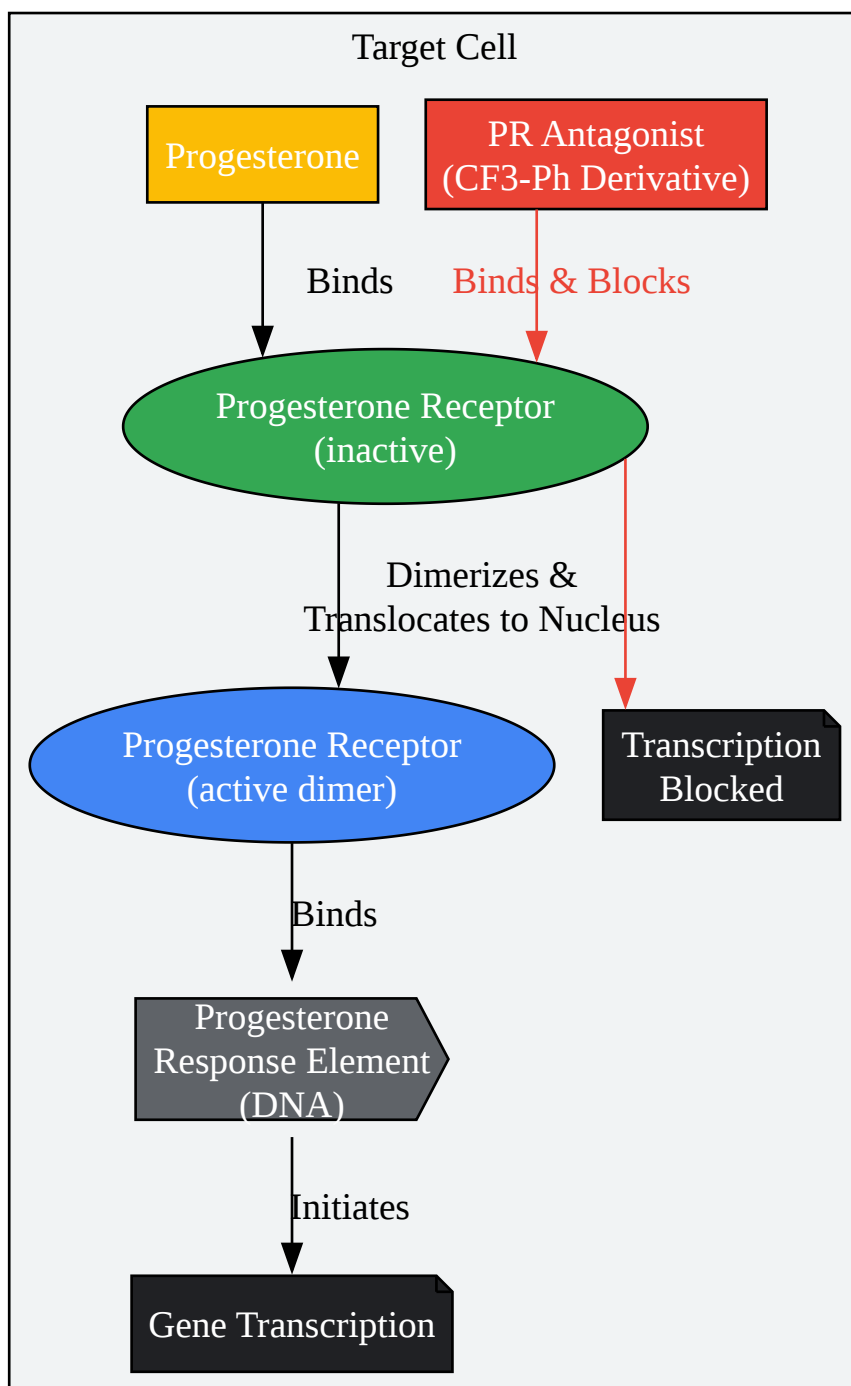 Target Cell
Progesterone
PR Antagonist
(CF3-Ph Derivative)
Binds
Binds & Blocks
Progesterone Receptor
(inactive)
Dimerizes &
Translocates to Nucleus
Progesterone Receptor
(active dimer)
Transcription
Blocked
Binds
Progesterone
Response Element
(DNA)
Initiates
Gene Transcription